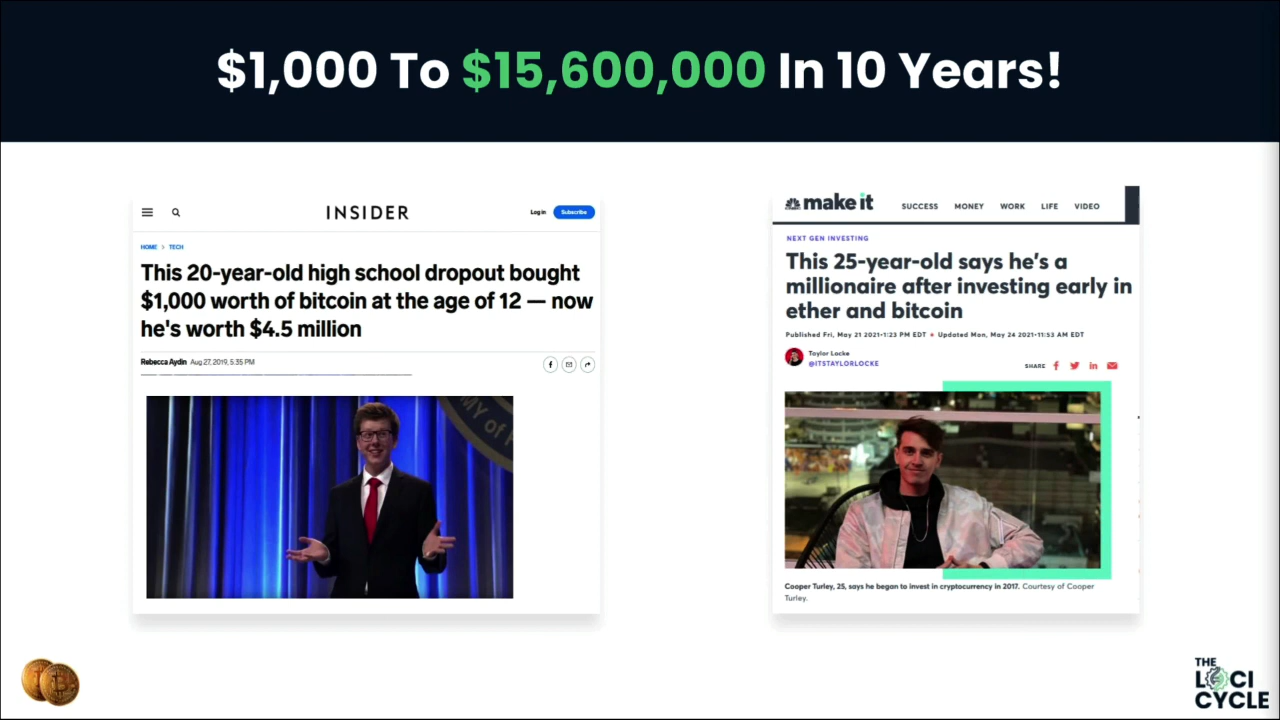 $1,000 To $15,600,000 In 10 Years!
INSIDER
Log in
Subscribe
HOME > TECH
This 20-year-old high school dropout bought
$1,000 worth of bitcoin at the age of 12 — now
he's worth $4.5 million
Rebecca Aydin Aug 27, 2019, 5:35 PM
make it
SUCCESS MONEY WORK LIFE VIDEO
NEXT GEN INVESTING
This 25-year-old says he's a
millionaire after investing early in
ether and bitcoin
Published Fri, May 21 2021•1:23 PM EDT • Updated Mon, May 24 2021•11:53 AM EDT
Taylor Locke
@ITSTAYLORLOCKE
SHARE
Cooper Turley, 25, says he began to invest in cryptocurrency in 2017. Courtesy of Cooper
Turley.
THE
LOCI
CYCLE